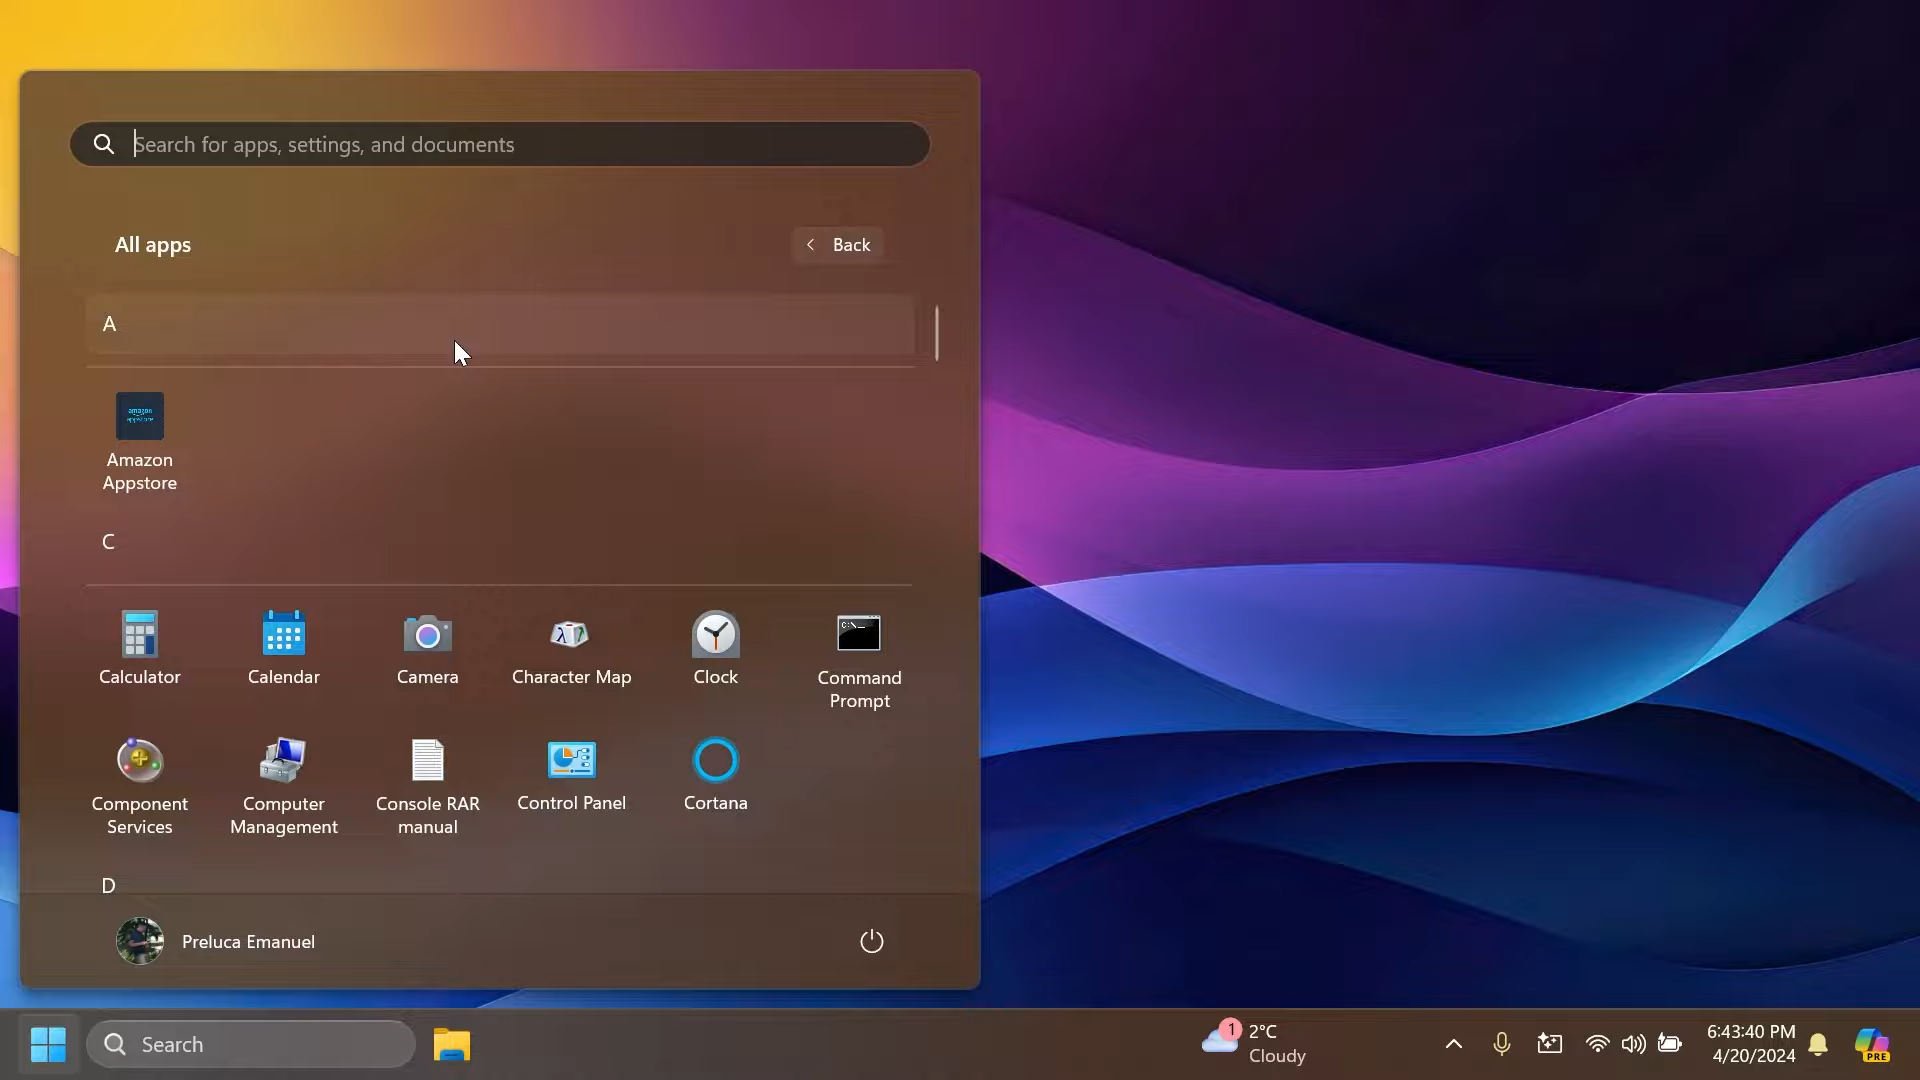 Search for apps, settings, and documents
All apps
Back
A
amazon
appstore
Amazon
Appstore
C
Calculator
Calendar
Camera
Character Map
Clock
Command
Prompt
Component
Services
Computer
Management
Console RAR
manual
Control Panel
Cortana
D
Preluca Emanuel
Search
1
2°C
Cloudy
6:43:40 PM
4/20/2024
PRE